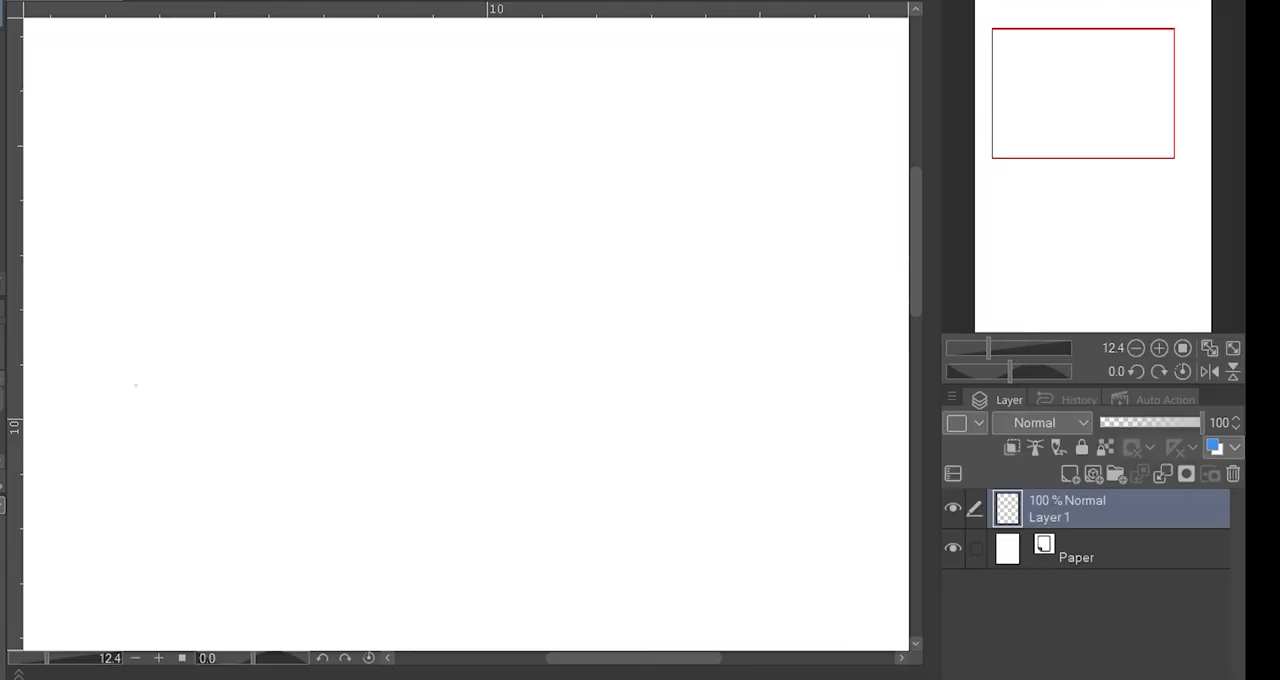 10
10
12.4
0.0
Layer
History
Auto Action
Normal
100
100 % Normal
Layer 1
Paper
12.4
0.0